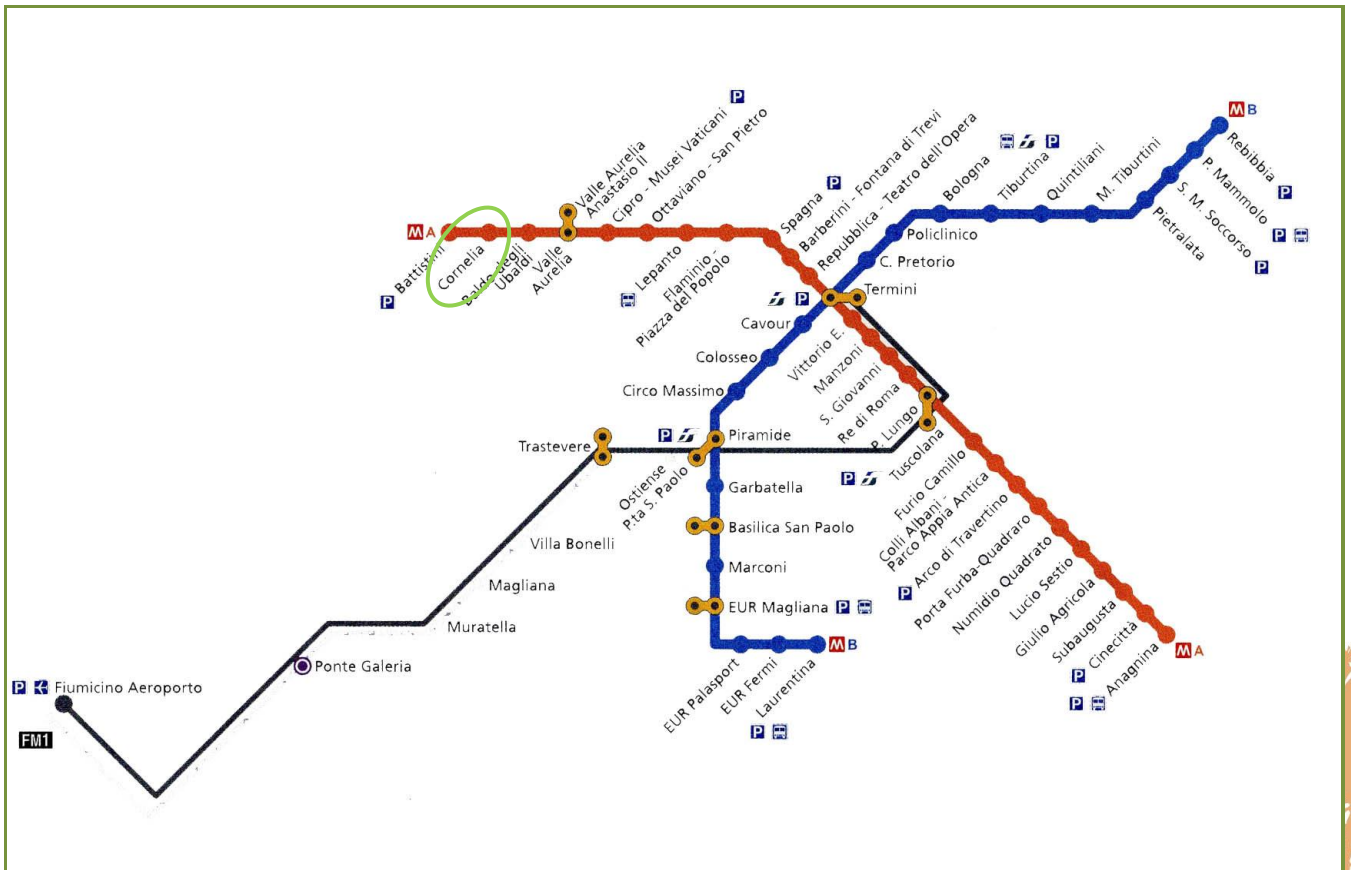 M A
Battistini
P
Cornelia
Baldo degli
Ubaldi
Valle
Aurelia
Valle Aurelia
Anastasio II
Cipro - Musei Vaticani
P
Ottaviano - San Pietro
Lepanto
Flaminio -
Piazza del Popolo
Spagna
P
Barberini - Fontana di Trevi
Repubblica - Teatro dell'Opera
Termini
P
Vittorio E.
Manzoni
S. Giovanni
Re di Roma
P. Lungo
Tuscolana
P
Furio Camillo
Colli Albani -
Parco Appia Antica
Arco di Travertino
P
Porta Furba-Quadraro
Numidio Quadrato
Lucio Sestio
Giulio Agricola
Subaugusta
Cinecittà
P
Anagnina
P
M A
M B
Rebibbia
P
P. Mammolo
P
S. M. Soccorso
P
Pietralata
M. Tiburtini
Quintiliani
Tiburtina
P
Bologna
Policlinico
C. Pretorio
Cavour
Colosseo
Circo Massimo
Piramide
P
Ostiense
P.ta S. Paolo
Garbatella
Basilica San Paolo
Marconi
EUR Magliana
P
EUR Palasport
EUR Fermi
Laurentina
P
M B
Trastevere
Villa Bonelli
Magliana
Muratella
Ponte Galeria
P
Fiumicino Aeroporto
FM1